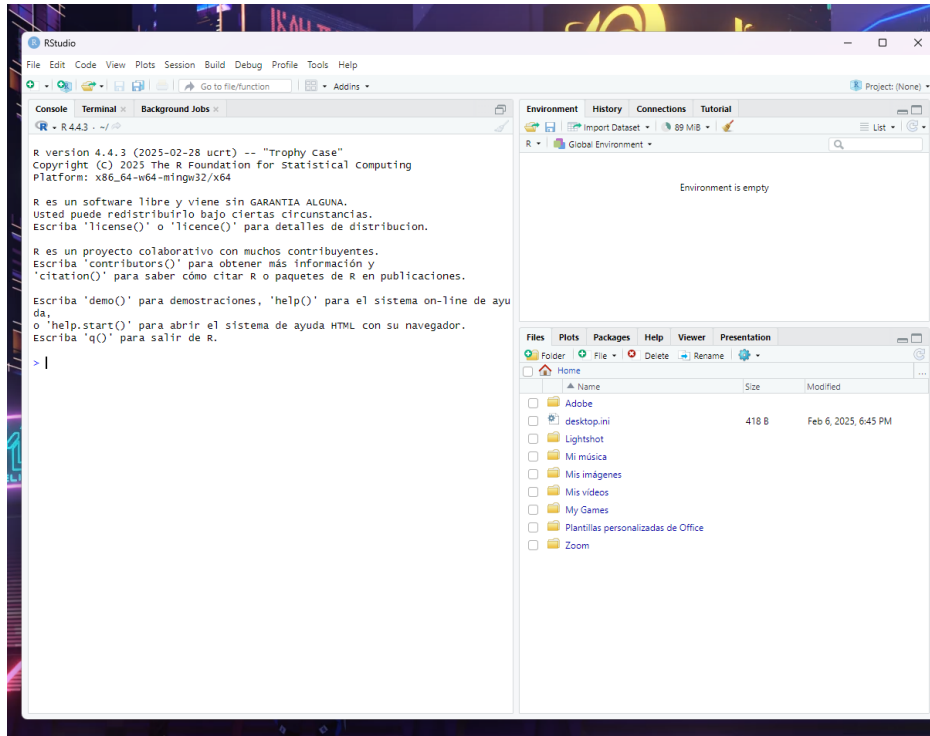 RStudio
File Edit Code View Plots Session Build Debug Profile Tools Help
Go to file/function Addins Project: (None)
Console Terminal Background Jobs
R 4.4.3 · ~/
R version 4.4.3 (2025-02-28 ucrt) -- "Trophy Case"
Copyright (C) 2025 The R Foundation for Statistical Computing
Platform: x86_64-w64-mingw32/x64
R es un software libre y viene sin GARANTIA ALGUNA.
Usted puede redistribuirlo bajo ciertas circunstancias.
Escriba 'license()' o 'licence()' para detalles de distribucion.
R es un proyecto colaborativo con muchos contribuyentes.
Escriba 'contributors()' para obtener más información y
'citation()' para saber cómo citar R o paquetes de R en publicaciones.
Escriba 'demo()' para demostraciones, 'help()' para el sistema on-line de ayu
da,
o 'help.start()' para abrir el sistema de ayuda HTML con su navegador.
Escriba 'q()' para salir de R.
>
Environment History Connections Tutorial
Import Dataset 89 MiB List
R Global Environment
Environment is empty
Files Plots Packages Help Viewer Presentation
Folder File Delete Rename
Home
Name Size Modified
Adobe
desktop.ini 418 B Feb 6, 2025, 6:45 PM
Lightshot
Mi música
Mis imágenes
Mis vídeos
My Games
Plantillas personalizadas de Office
Zoom